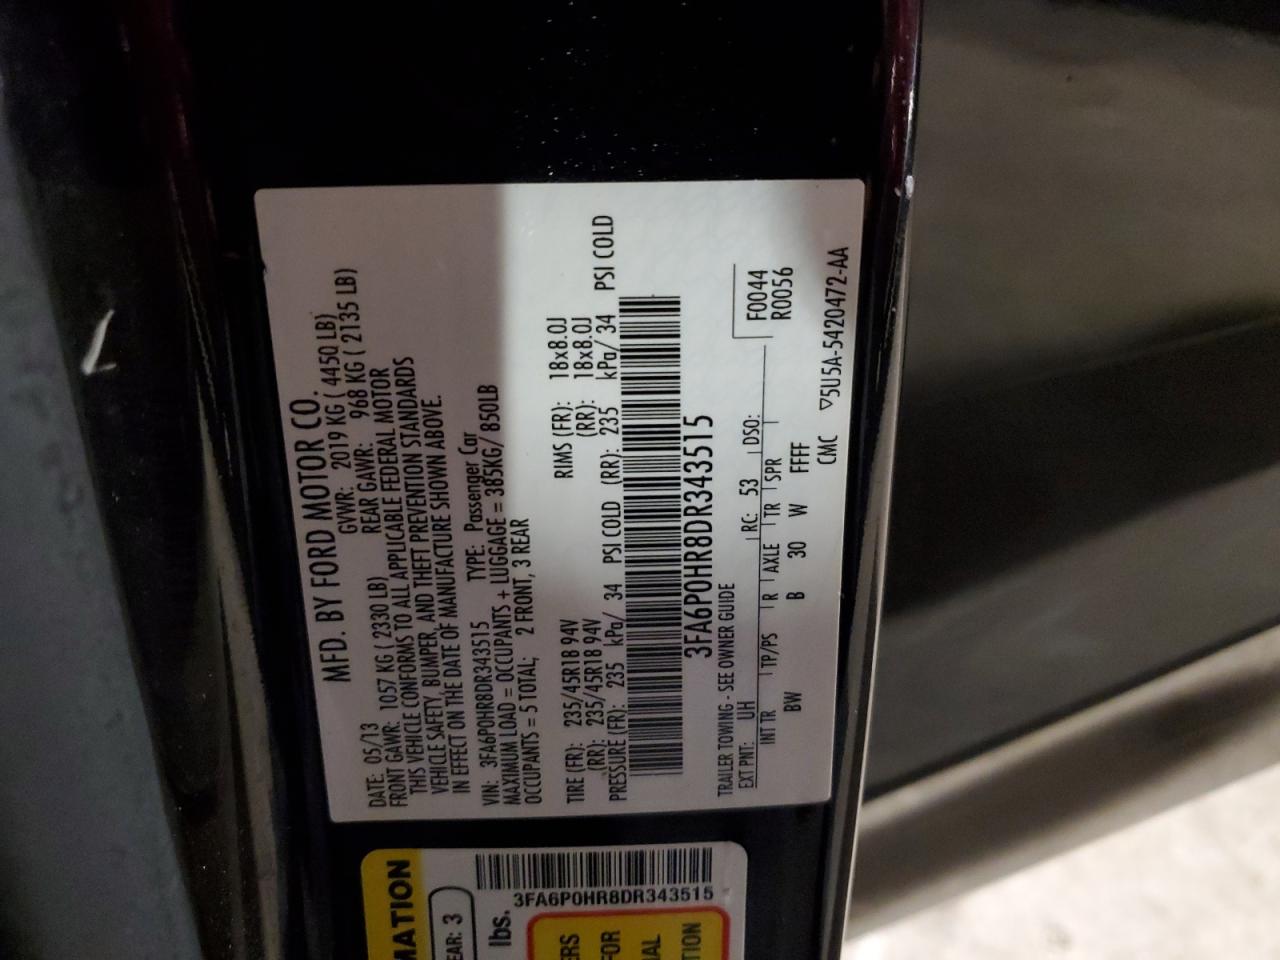 MFD. BY FORD MOTOR CO.
DATE: 05/13 GVWR: 2019 KG ( 4450 LB)
FRONT GAWR: 1057 KG ( 2330 LB) REAR GAWR: 968 KG ( 2135 LB)
THIS VEHICLE CONFORMS TO ALL APPLICABLE FEDERAL MOTOR
VEHICLE SAFETY, BUMPER, AND THEFT PREVENTION STANDARDS
IN EFFECT ON THE DATE OF MANUFACTURE SHOWN ABOVE.
VIN: 3FA6P0HR8DR343515 TYPE: Passenger Car
MAXIMUM LOAD = OCCUPANTS + LUGGAGE = 385KG/ 850LB
OCCUPANTS = 5 TOTAL; 2 FRONT, 3 REAR
TIRE (FR): 235/45R18 94V RIMS (FR): 18x8.0J
(RR): 235/45R18 94V (RR): 18x8.0J
PRESSURE (FR): 235 kPa/ 34 PSI COLD (RR): 235 kPa/ 34 PSI COLD
3FA6P0HR8DR343515
TRAILER TOWING - SEE OWNER GUIDE
F0044
R0056
EXT PNT: UH RC: 53 DSO:
INT TR TP/PS R AXLE TR SPR
BW B 30 W FFFF
CMC ▽5U5A-5420472-AA
MATION
EAR: 3
lbs.
3FA6P0HR8DR343515
ERS
FOR
IAL
TION